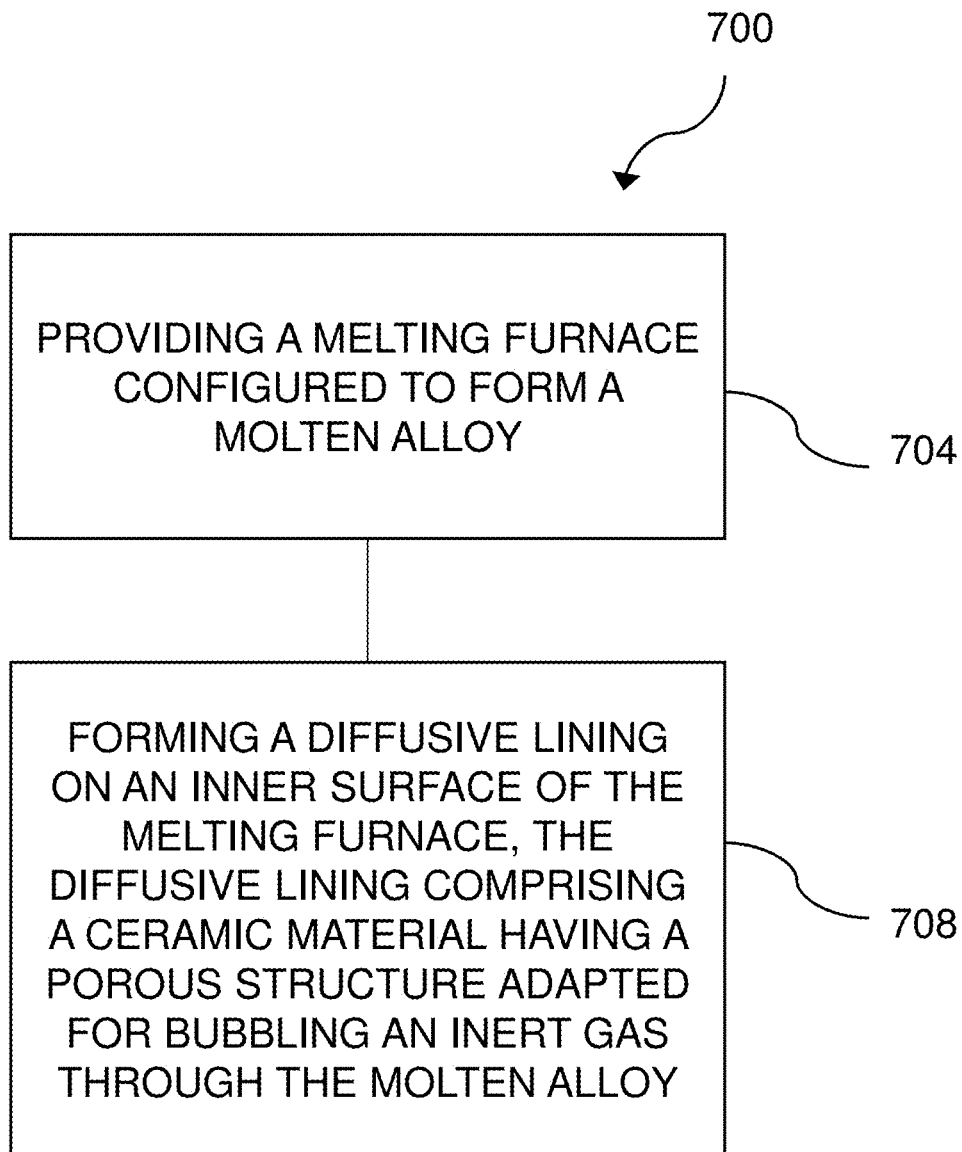 700
PROVIDING A MELTING FURNACE
CONFIGURED TO FORM A
MOLTEN ALLOY
704
FORMING A DIFFUSIVE LINING
ON AN INNER SURFACE OF THE
MELTING FURNACE, THE
DIFFUSIVE LINING COMPRISING
A CERAMIC MATERIAL HAVING A
POROUS STRUCTURE ADAPTED
FOR BUBBLING AN INERT GAS
THROUGH THE MOLTEN ALLOY
708